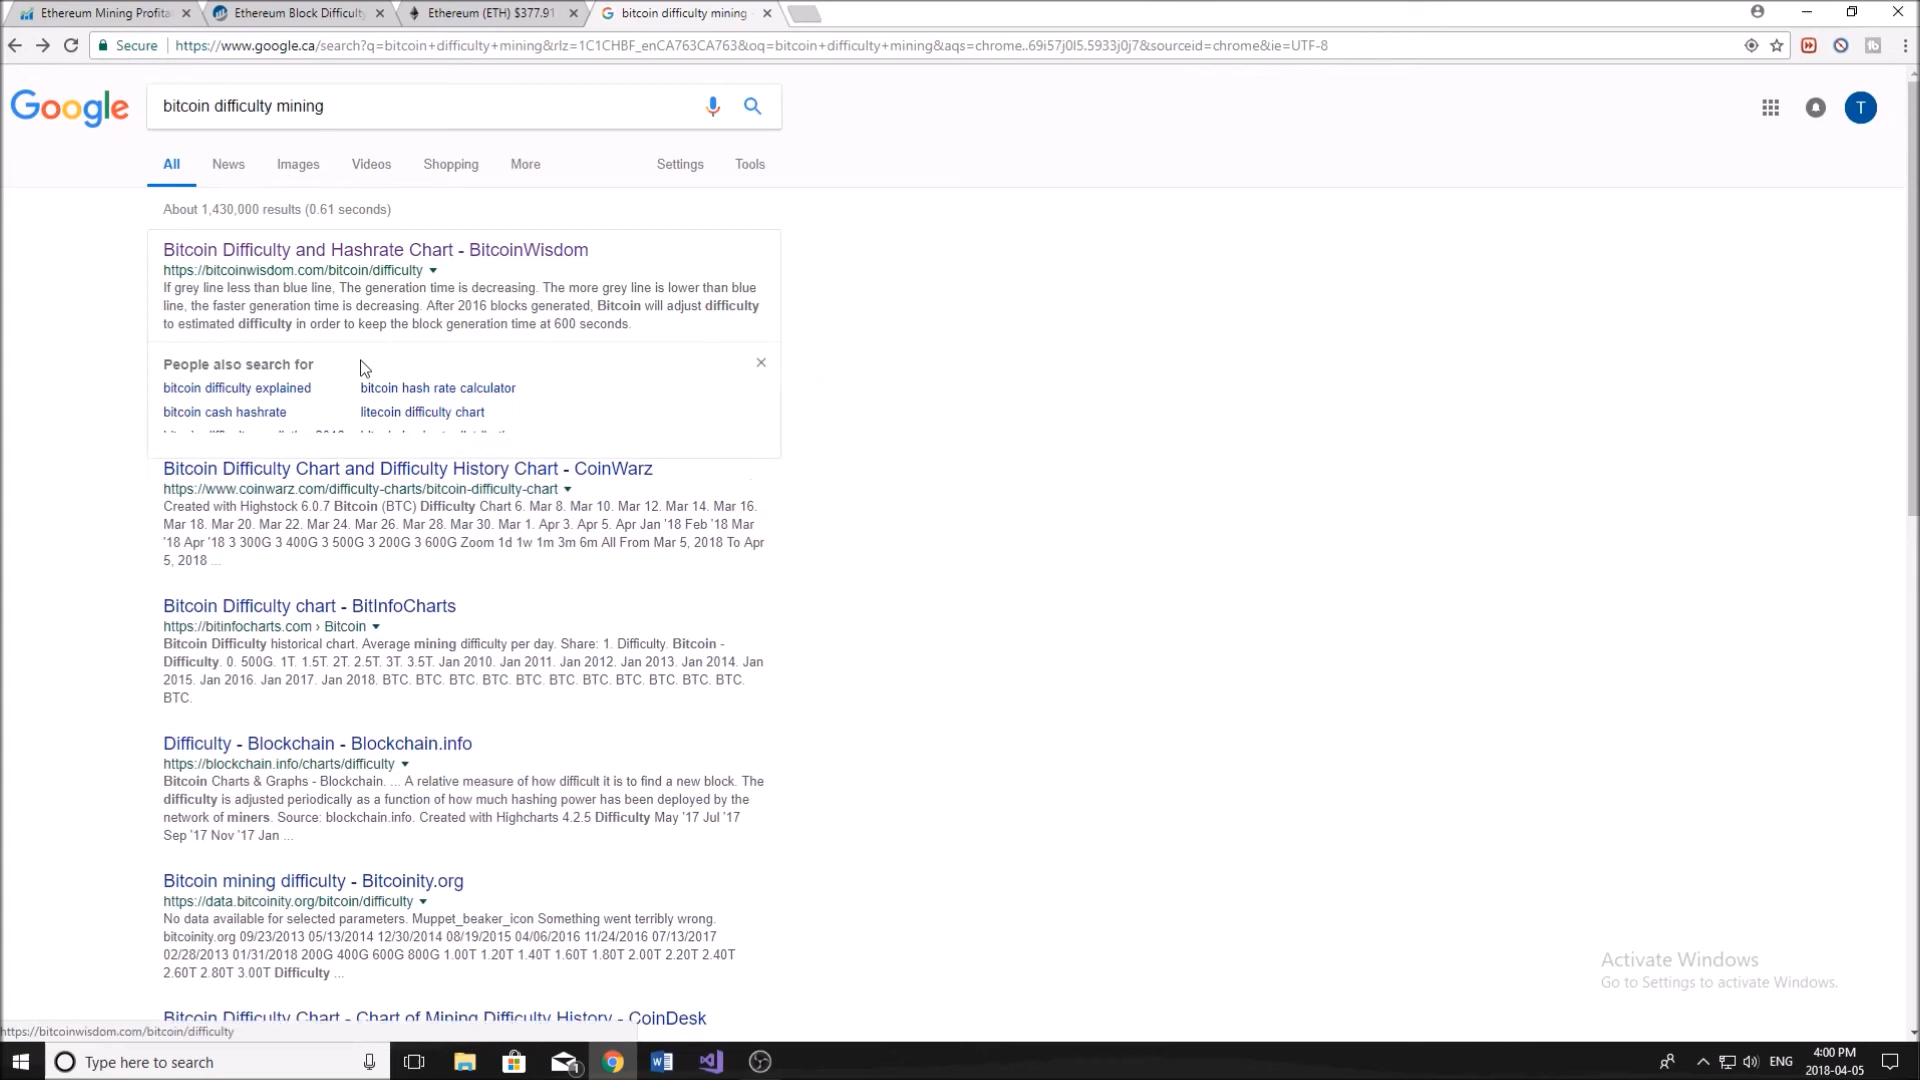 Ethereum Mining Profita
Ethereum Block Difficult
Ethereum (ETH) $377.91
bitcoin difficulty mining
Secure
https://www.google.ca/search?q=bitcoin+difficulty+mining&rlz=1C1CHBF_enCA763CA763&oq=bitcoin+difficulty+mining&aqs=chrome..69i57j0l5.5933j0j7&sourceid=chrome&ie=UTF-8
Google
bitcoin difficulty mining
T
All News Images Videos Shopping More Settings Tools
About 1,430,000 results (0.61 seconds)
Bitcoin Difficulty and Hashrate Chart - BitcoinWisdom
https://bitcoinwisdom.com/bitcoin/difficulty
If grey line less than blue line, The generation time is decreasing. The more grey line is lower than blue
line, the faster generation time is decreasing. After 2016 blocks generated, Bitcoin will adjust difficulty
to estimated difficulty in order to keep the block generation time at 600 seconds.
People also search for
bitcoin difficulty explained bitcoin hash rate calculator
bitcoin cash hashrate litecoin difficulty chart
Bitcoin Difficulty Chart and Difficulty History Chart - CoinWarz
https://www.coinwarz.com/difficulty-charts/bitcoin-difficulty-chart
Created with Highstock 6.0.7 Bitcoin (BTC) Difficulty Chart 6. Mar 8. Mar 10. Mar 12. Mar 14. Mar 16.
Mar 18. Mar 20. Mar 22. Mar 24. Mar 26. Mar 28. Mar 30. Mar 1. Apr 3. Apr 5. Apr Jan '18 Feb '18 Mar
'18 Apr '18 3 300G 3 400G 3 500G 3 200G 3 600G Zoom 1d 1w 1m 3m 6m All From Mar 5, 2018 To Apr
5, 2018 ...
Bitcoin Difficulty chart - BitInfoCharts
https://bitinfocharts.com › Bitcoin
Bitcoin Difficulty historical chart. Average mining difficulty per day. Share: 1. Difficulty. Bitcoin -
Difficulty. 0. 500G. 1T. 1.5T. 2T. 2.5T. 3T. 3.5T. Jan 2010. Jan 2011. Jan 2012. Jan 2013. Jan 2014. Jan
2015. Jan 2016. Jan 2017. Jan 2018. BTC. BTC. BTC. BTC. BTC. BTC. BTC. BTC. BTC. BTC. BTC.
BTC.
Difficulty - Blockchain - Blockchain.info
https://blockchain.info/charts/difficulty
Bitcoin Charts & Graphs - Blockchain. ... A relative measure of how difficult it is to find a new block. The
difficulty is adjusted periodically as a function of how much hashing power has been deployed by the
network of miners. Source: blockchain.info. Created with Highcharts 4.2.5 Difficulty May '17 Jul '17
Sep '17 Nov '17 Jan ...
Bitcoin mining difficulty - Bitcoinity.org
https://data.bitcoinity.org/bitcoin/difficulty
No data available for selected parameters. Muppet_beaker_icon Something went terribly wrong.
bitcoinity.org 09/23/2013 05/13/2014 12/30/2014 08/19/2015 04/06/2016 11/24/2016 07/13/2017
02/28/2013 01/31/2018 200G 400G 600G 800G 1.00T 1.20T 1.40T 1.60T 1.80T 2.00T 2.20T 2.40T
2.60T 2.80T 3.00T Difficulty ...
Activate Windows
Go to Settings to activate Windows.
Bitcoin Difficulty Chart - Chart of Mining Difficulty History - CoinDesk
https://bitcoinwisdom.com/bitcoin/difficulty
Type here to search
1
ENG
4:00 PM
2018-04-05